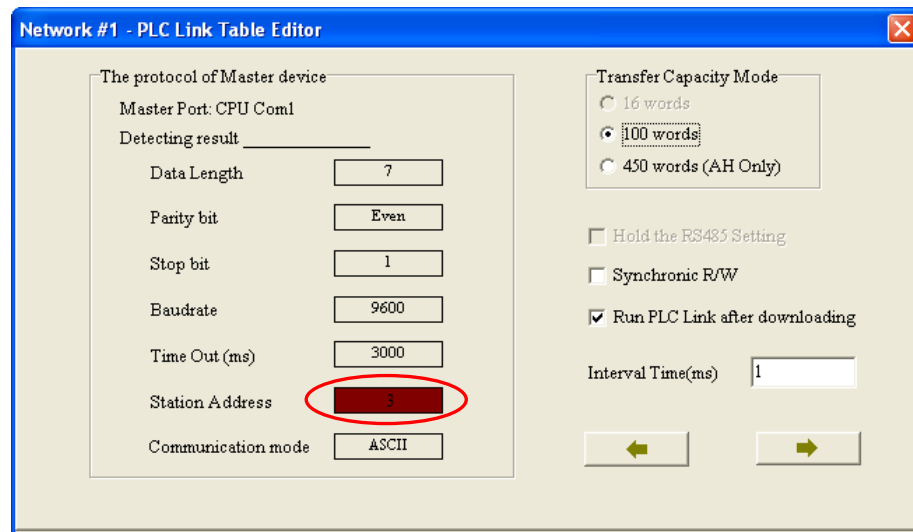 Network #1 - PLC Link Table Editor
The protocol of Master device
Master Port: CPU Com1
Detecting result
Data Length 7
Parity bit Even
Stop bit 1
Baudrate 9600
Time Out (ms) 3000
Station Address 3
Communication mode ASCII
Transfer Capacity Mode
16 words
100 words
450 words (AH Only)
Hold the RS485 Setting
Synchronic R/W
Run PLC Link after downloading
Interval Time(ms) 1